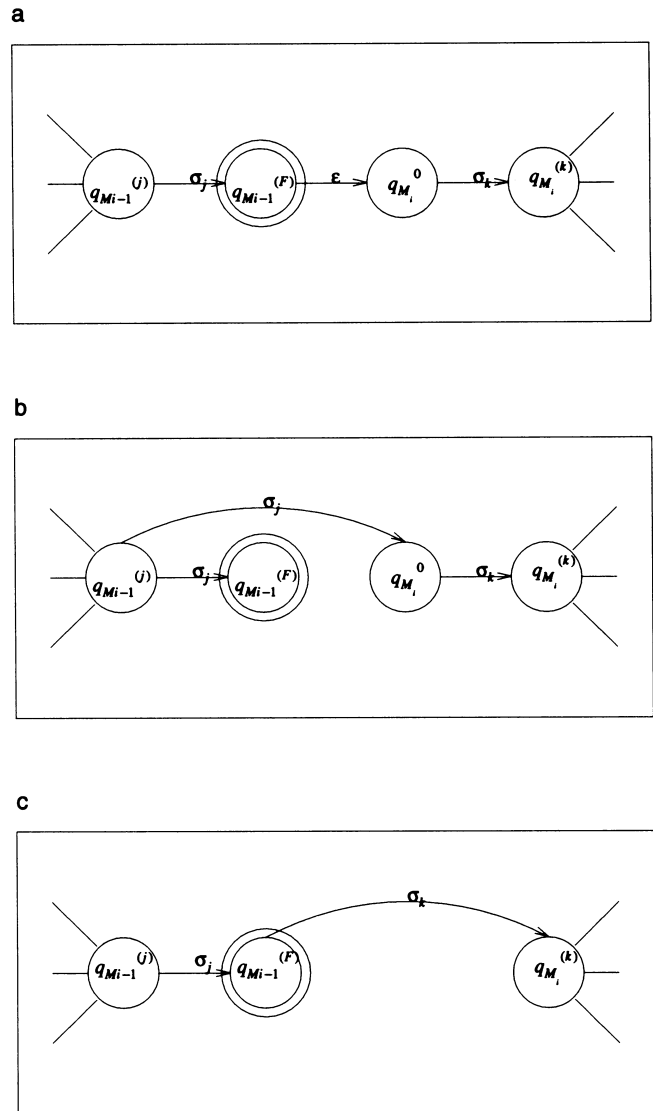 a
q_{Mi-1}^{(j)} σ_j q_{Mi-1}^{(F)} ε q_{M_i}^{0} σ_k q_{M_i}^{(k)}
b
σ_j
q_{Mi-1}^{(j)} σ_j q_{Mi-1}^{(F)} q_{M_i}^{0} σ_k q_{M_i}^{(k)}
c
σ_k
q_{Mi-1}^{(j)} σ_j q_{Mi-1}^{(F)} q_{M_i}^{(k)}